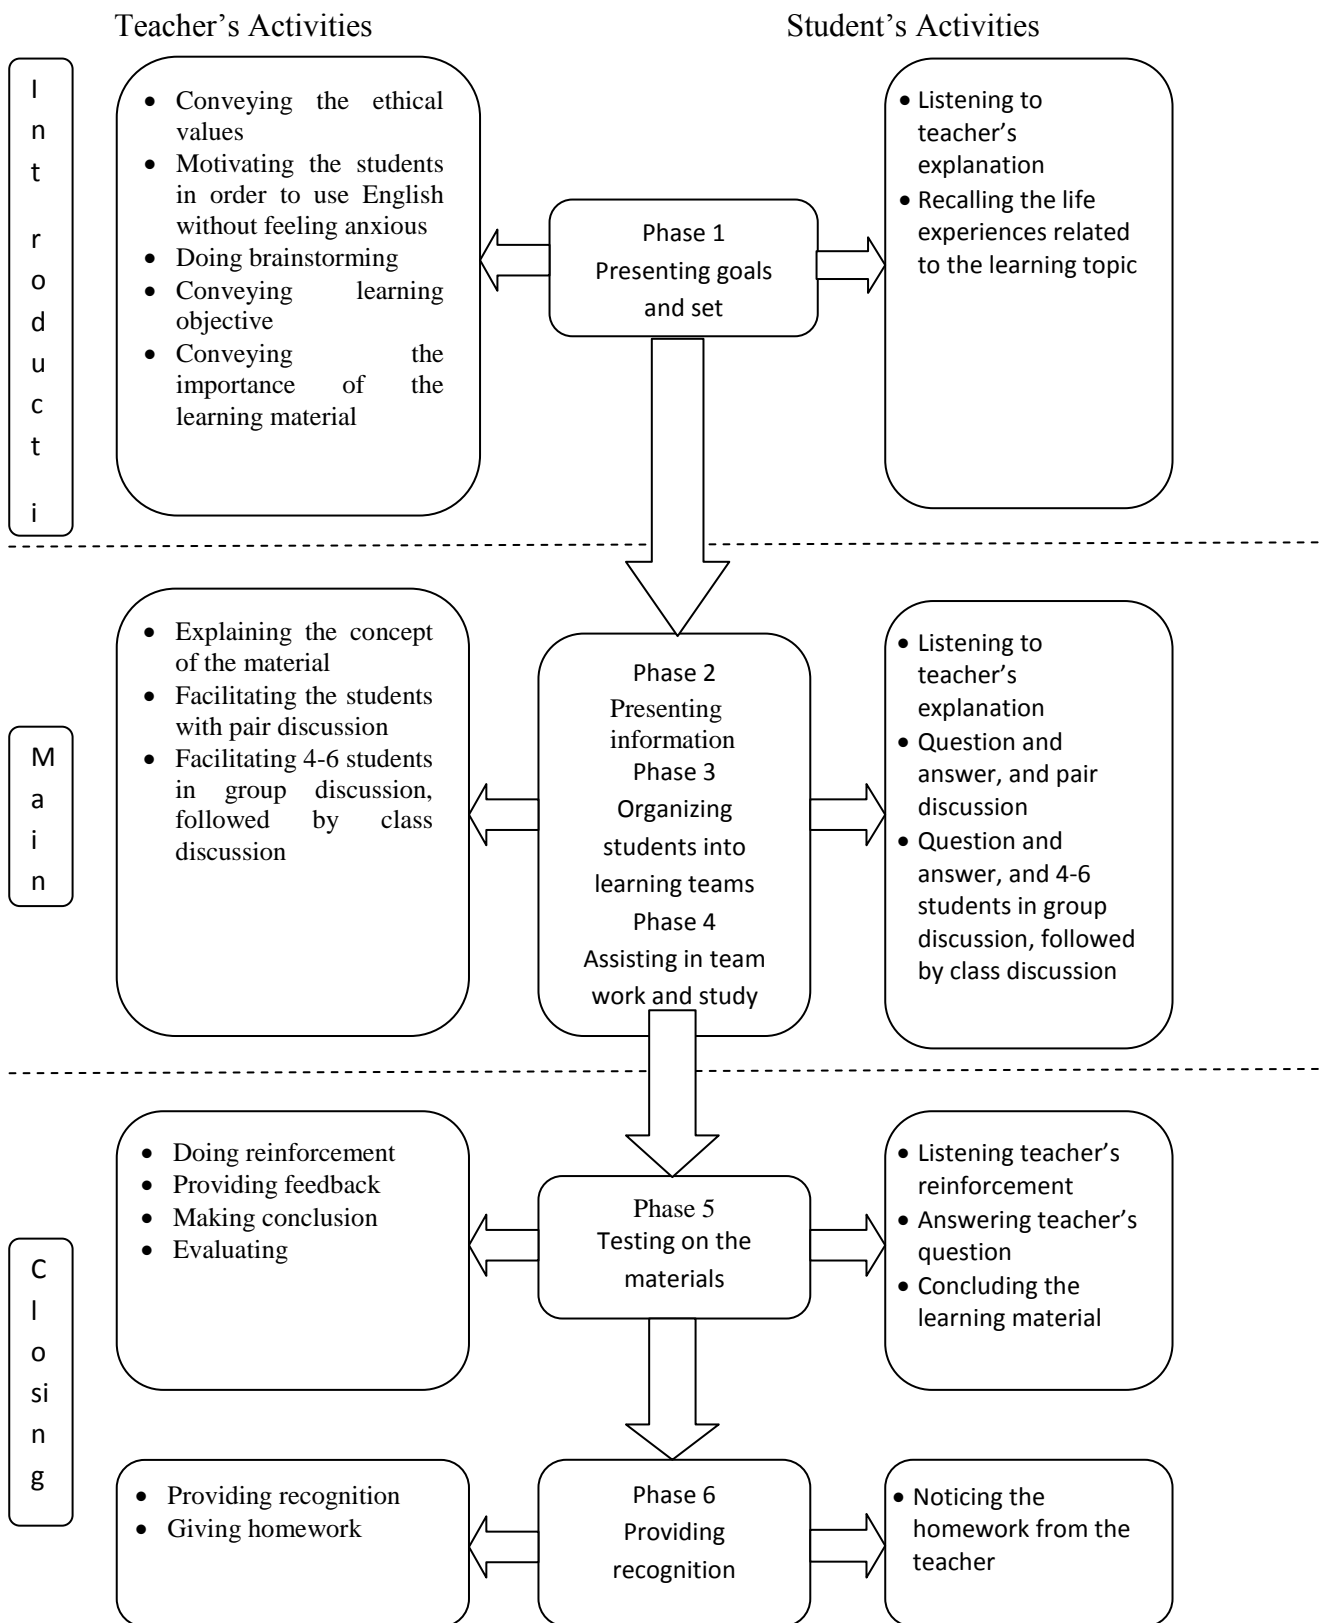 Teacher’s Activities
Student’s Activities
I
n
t
r
o
d
u
c
t
i
• Conveying the ethical
values
• Motivating the students
in order to use English
without feeling anxious
• Doing brainstorming
• Conveying learning
objective
• Conveying the
importance of the
learning material
Phase 1
Presenting goals
and set
• Listening to
teacher’s
explanation
• Recalling the life
experiences related
to the learning topic
M
a
i
n
• Explaining the concept
of the material
• Facilitating the students
with pair discussion
• Facilitating 4-6 students
in group discussion,
followed by class
discussion
Phase 2
Presenting
information
Phase 3
Organizing
students into
learning teams
Phase 4
Assisting in team
work and study
• Listening to
teacher’s
explanation
• Question and
answer, and pair
discussion
• Question and
answer, and 4-6
students in group
discussion, followed
by class discussion
C
l
o
si
n
g
• Doing reinforcement
• Providing feedback
• Making conclusion
• Evaluating
Phase 5
Testing on the
materials
• Listening teacher’s
reinforcement
• Answering teacher’s
question
• Concluding the
learning material
• Providing recognition
• Giving homework
Phase 6
Providing
recognition
• Noticing the
homework from the
teacher